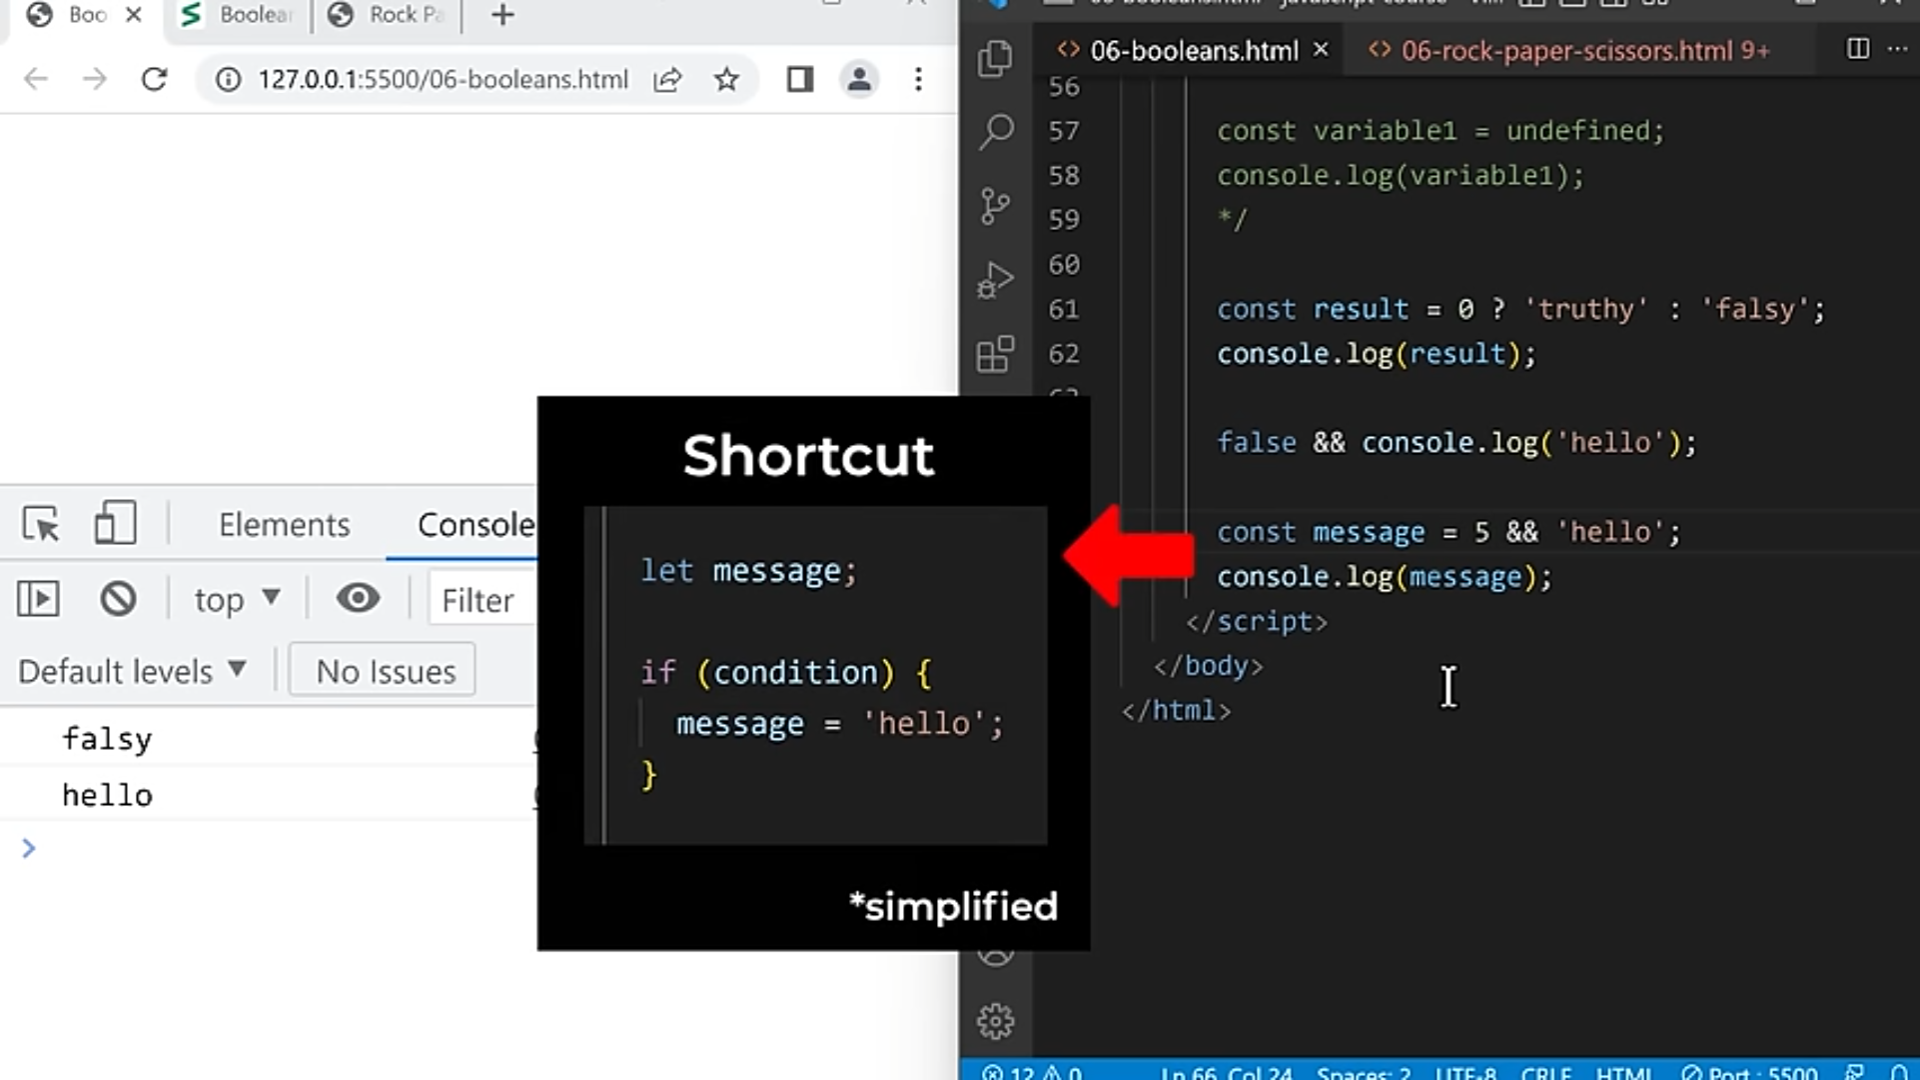 Boo
Boolear
Rock Pa
127.0.0.1:5500/06-booleans.html
Elements
Console
top
Filter
Default levels
No Issues
falsy
hello
>
Shortcut
let message;
if (condition) {
message = 'hello';
}
*simplified
06-booleans.html
06-rock-paper-scissors.html 9+
56
57 const variable1 = undefined;
58 console.log(variable1);
59 */
60
61 const result = 0 ? 'truthy' : 'falsy';
62 console.log(result);
false && console.log('hello');
const message = 5 && 'hello';
console.log(message);
</script>
</body>
</html>
12 0 Ln 66, Col 24 Spaces: 2 UTF-8 CRLF HTML Port : 5500